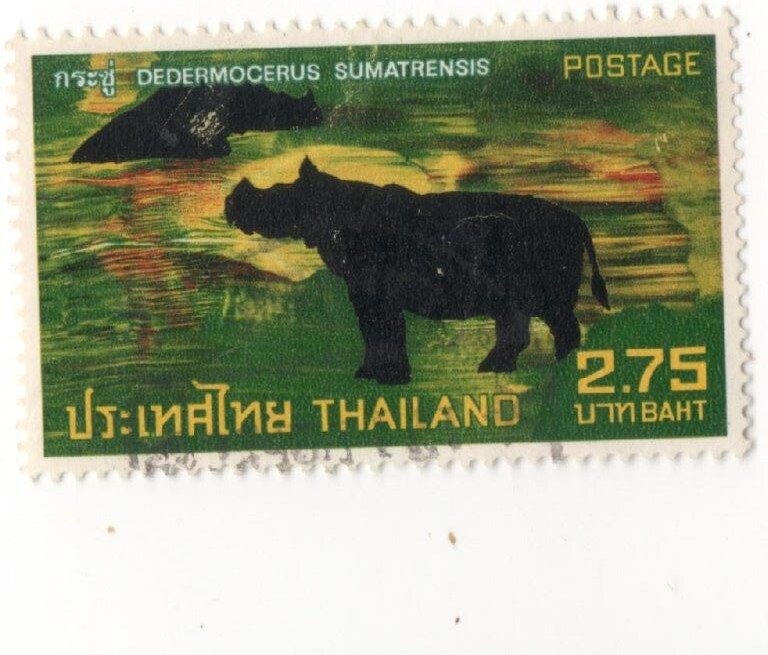 กระซู่ DEDERMOCERUS SUMATRENSIS
POSTAGE
ประเทศไทย THAILAND
2.75
บาท BAHT